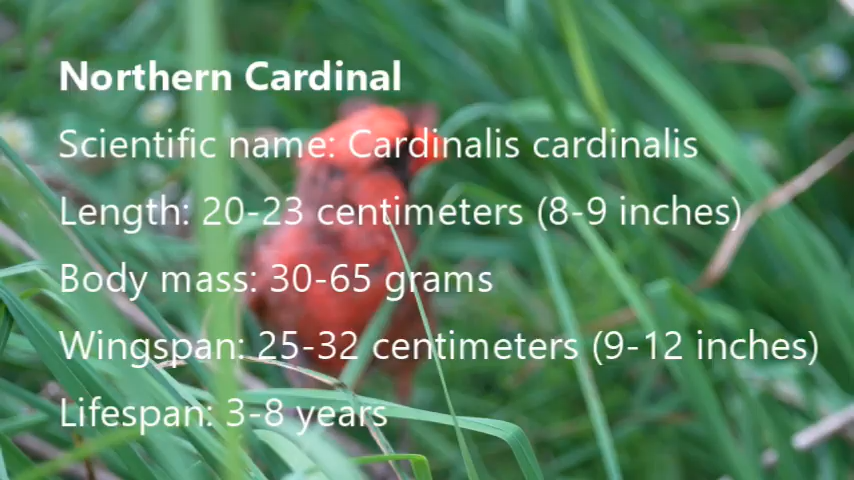 Northern Cardinal
Scientific name: Cardinalis cardinalis
Length: 20-23 centimeters (8-9 inches)
Body mass: 30-65 grams
Wingspan: 25-32 centimeters (9-12 inches)
Lifespan: 3-8 years